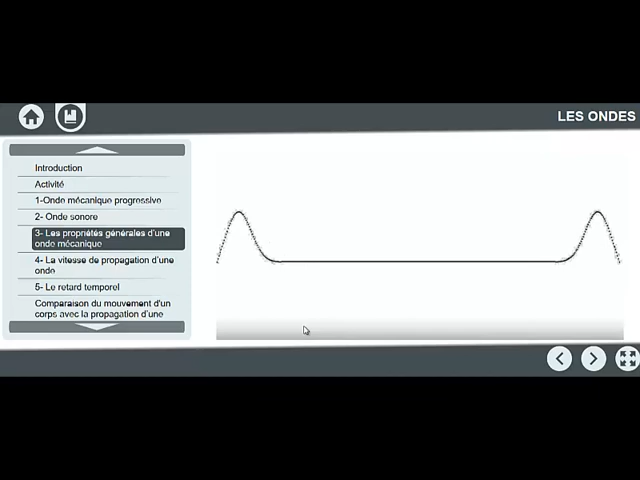 LES ONDES
Introduction
Activité
1-Onde mécanique progressive
2- Onde sonore
3- Les propriétés générales d'une
onde mécanique
4- La vitesse de propagation d'une
onde
5- Le retard temporel
Comparaison du mouvement d'un
corps avec la propagation d'une